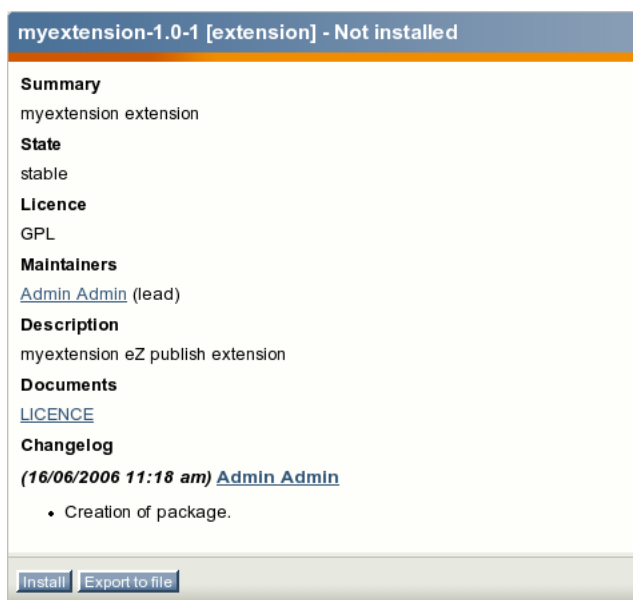 myextension-1.0-1 [extension] - Not installed
Summary
myextension extension
State
stable
Licence
GPL
Maintainers
Admin Admin (lead)
Description
myextension eZ publish extension
Documents
LICENCE
Changelog
(16/06/2006 11:18 am) Admin Admin
• Creation of package.
Install Export to file